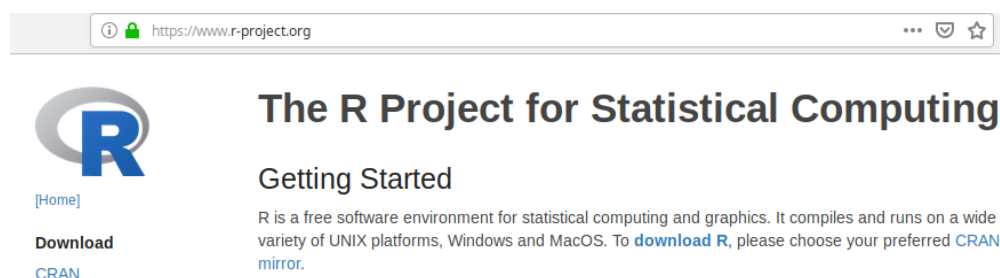 https://www.r-project.org
R
The R Project for Statistical Computing
[Home]
Getting Started
R is a free software environment for statistical computing and graphics. It compiles and runs on a wide
variety of UNIX platforms, Windows and MacOS. To download R, please choose your preferred CRAN
mirror.
Download
CRAN